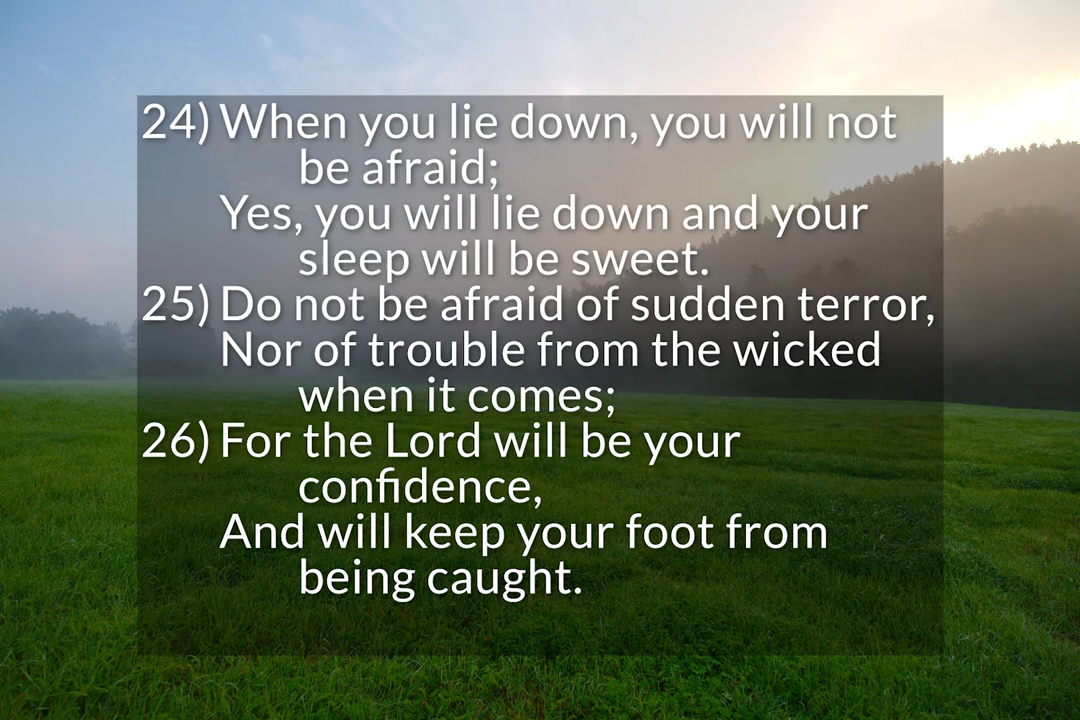 24) When you lie down, you will not
be afraid;
Yes, you will lie down and your
sleep will be sweet.
25) Do not be afraid of sudden terror,
Nor of trouble from the wicked
when it comes;
26) For the Lord will be your
confidence,
And will keep your foot from
being caught.